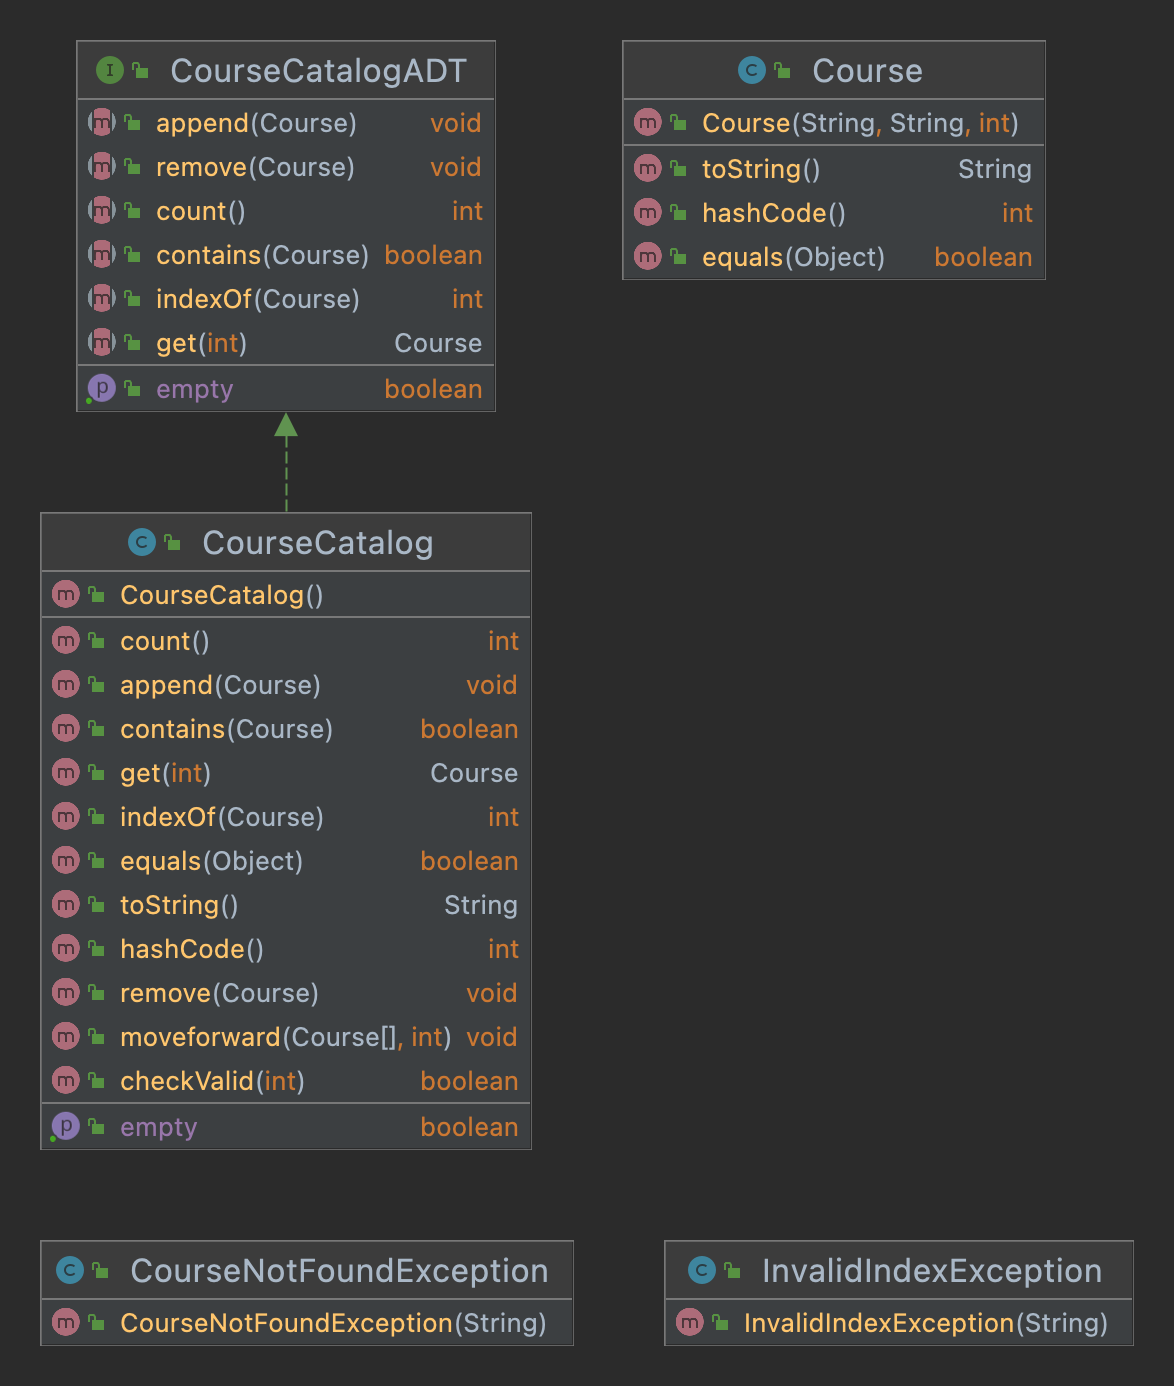 I CourseCatalogADT
m append(Course) void
m remove(Course) void
m count() int
m contains(Course) boolean
m indexOf(Course) int
m get(int) Course
p empty boolean
C Course
m Course(String, String, int)
m toString() String
m hashCode() int
m equals(Object) boolean
C CourseCatalog
m CourseCatalog()
m count() int
m append(Course) void
m contains(Course) boolean
m get(int) Course
m indexOf(Course) int
m equals(Object) boolean
m toString() String
m hashCode() int
m remove(Course) void
m moveforward(Course[], int) void
m checkValid(int) boolean
p empty boolean
C CourseNotFoundException
m CourseNotFoundException(String)
C InvalidIndexException
m InvalidIndexException(String)